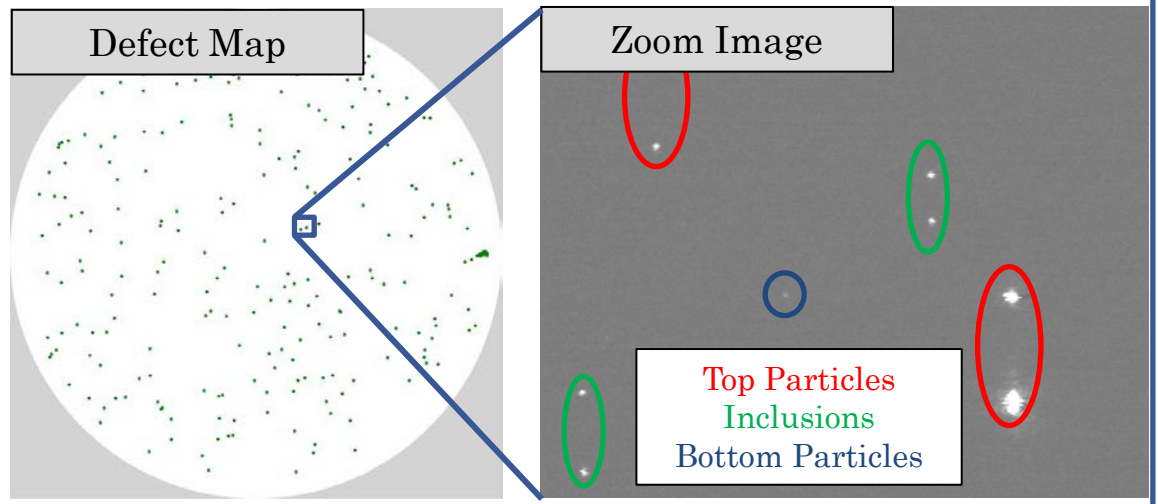 Defect Map
Zoom Image
Top Particles
Inclusions
Bottom Particles